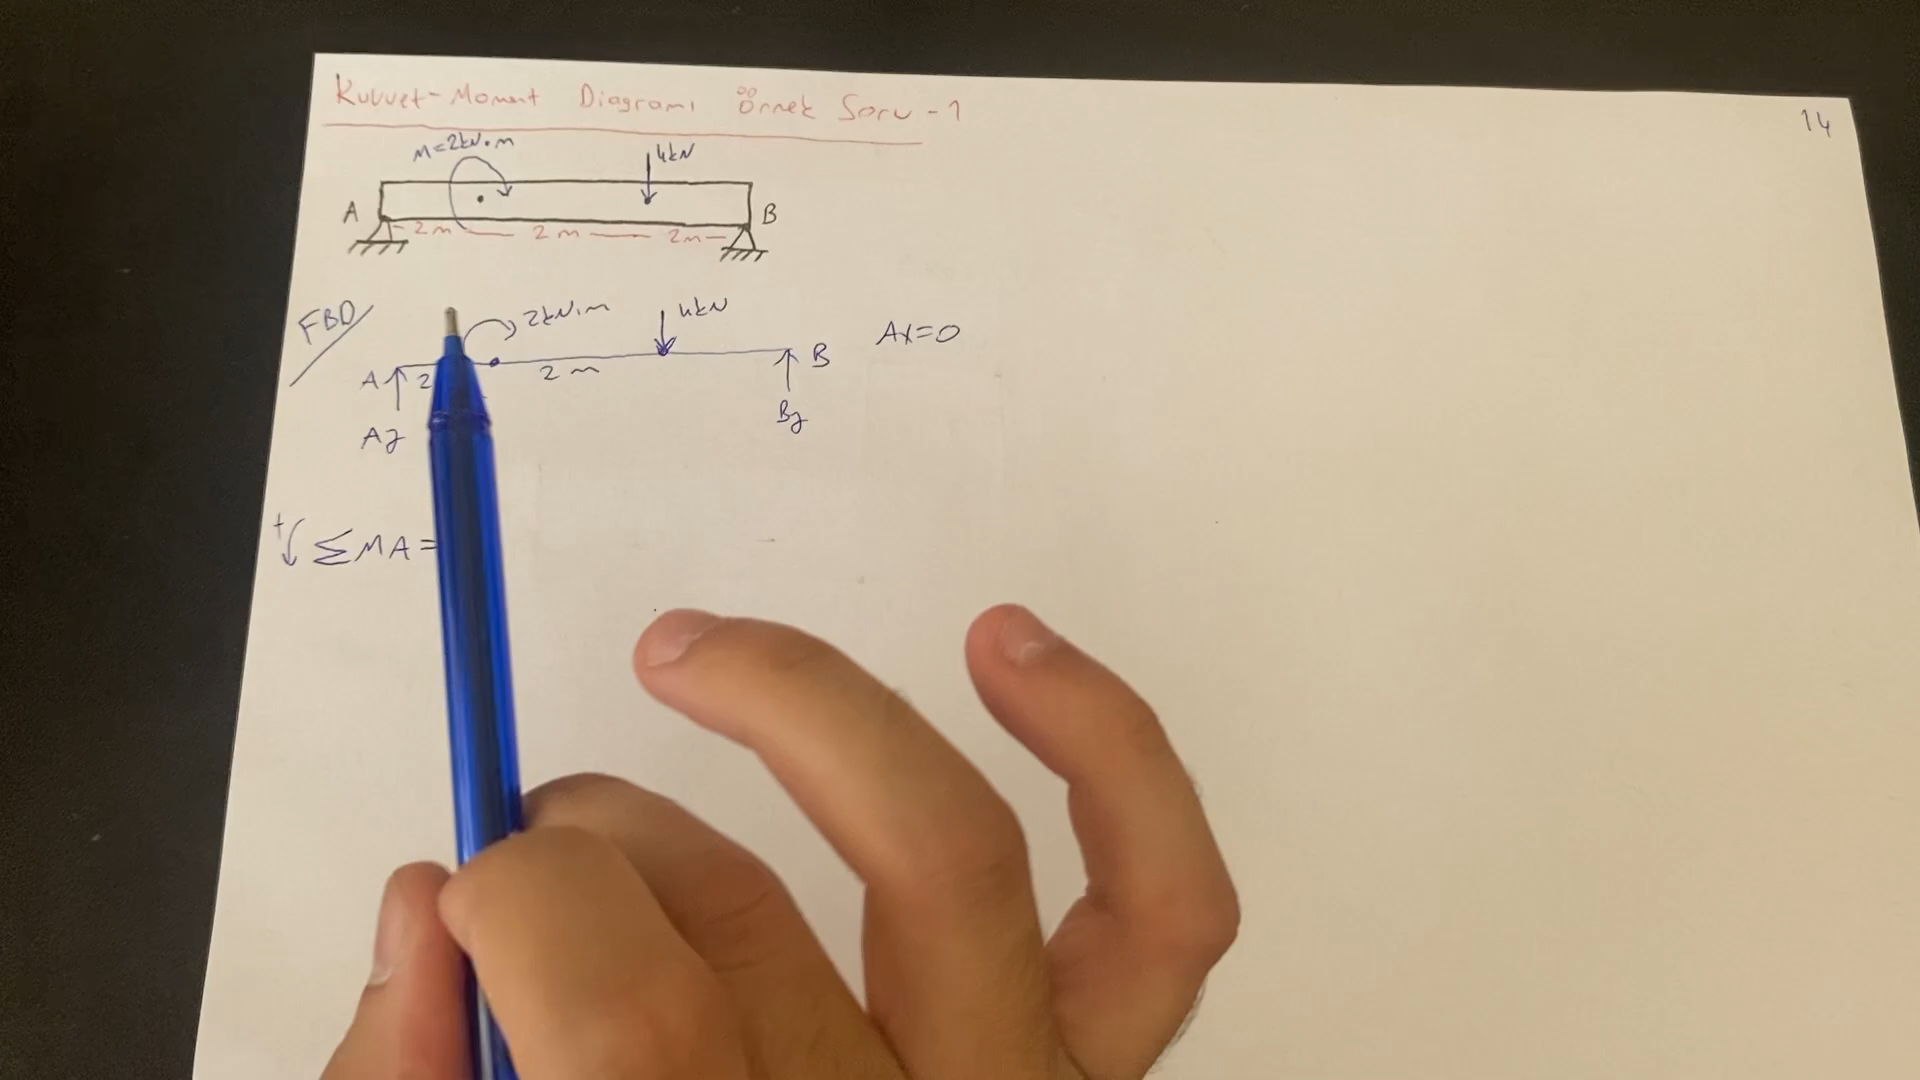 Kuvvet-Moment Diagramı Örnek Soru-1
14
M=2kN.m
4kN
A
B
2m 2m 2m
FBD
2kN.m
4kN
Ax=0
A
2
2m
B
Ay
By
+ ΣMA=